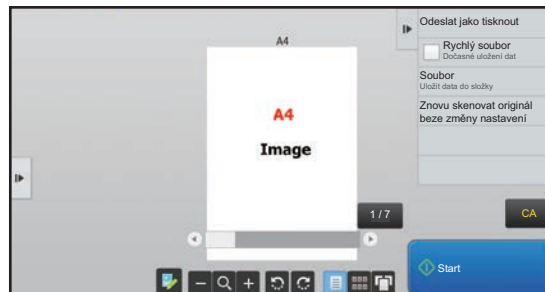 A4
A4
Image
1 / 7
Odeslat jako tisknout
Rychlý soubor
Dočasné uložení dat
Soubor
Uložit data do složky
Znovu skenovat originál
beze změny nastavení
CA
Start